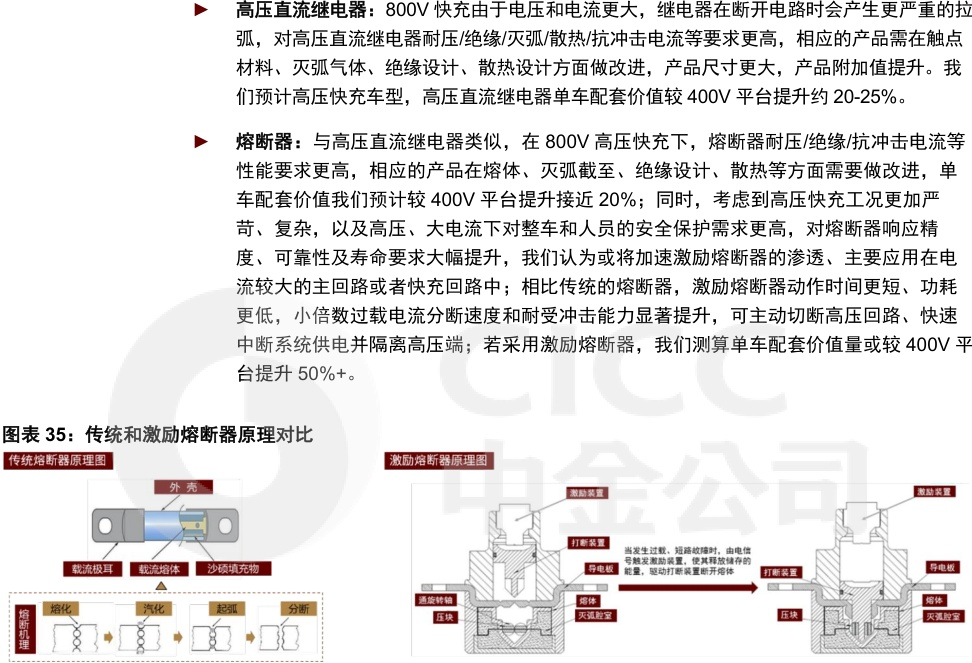 ► 高压直流继电器：800V 快充由于电压和电流更大，继电器在断开电路时会产生更严重的拉
弧，对高压直流继电器耐压/绝缘/灭弧/散热/抗冲击电流等要求更高，相应的产品需在触点
材料、灭弧气体、绝缘设计、散热设计方面做改进，产品尺寸更大，产品附加值提升。我
们预计高压快充车型，高压直流继电器单车配套价值较 400V 平台提升约 20-25%。
► 熔断器：与高压直流继电器类似，在 800V 高压快充下，熔断器耐压/绝缘/抗冲击电流等
性能要求更高，相应的产品在熔体、灭弧截至、绝缘设计、散热等方面需要做改进，单
车配套价值我们预计较 400V 平台提升接近 20%；同时，考虑到高压快充工况更加严
苛、复杂，以及高压、大电流下对整车和人员的安全保护需求更高，对熔断器响应精
度、可靠性及寿命要求大幅提升，我们认为或将加速激励熔断器的渗透、主要应用在电
流较大的主回路或者快充回路中；相比传统的熔断器，激励熔断器动作时间更短、功耗
更低，小倍数过载电流分断速度和耐受冲击能力显著提升，可主动切断高压回路、快速
中断系统供电并隔离高压端；若采用激励熔断器，我们测算单车配套价值量或较 400V 平
台提升 50%+。
CICC
中金公司
图表 35：传统和激励熔断器原理对比
传统熔断器原理图
外 壳
载流极耳
载流熔体
沙硕填充物
熔断机理
熔化
汽化
起弧
分断
激励熔断器原理图
激励装置
打断装置
导电板
通旋转轴
熔体
压块
灭弧腔室
当发生过载、短路故障时，由电信
号触发激励装置，使其释放储存的
能量，驱动打断装置断开熔体
激励装置
打断装置
导电板
熔体
压块
灭弧腔室